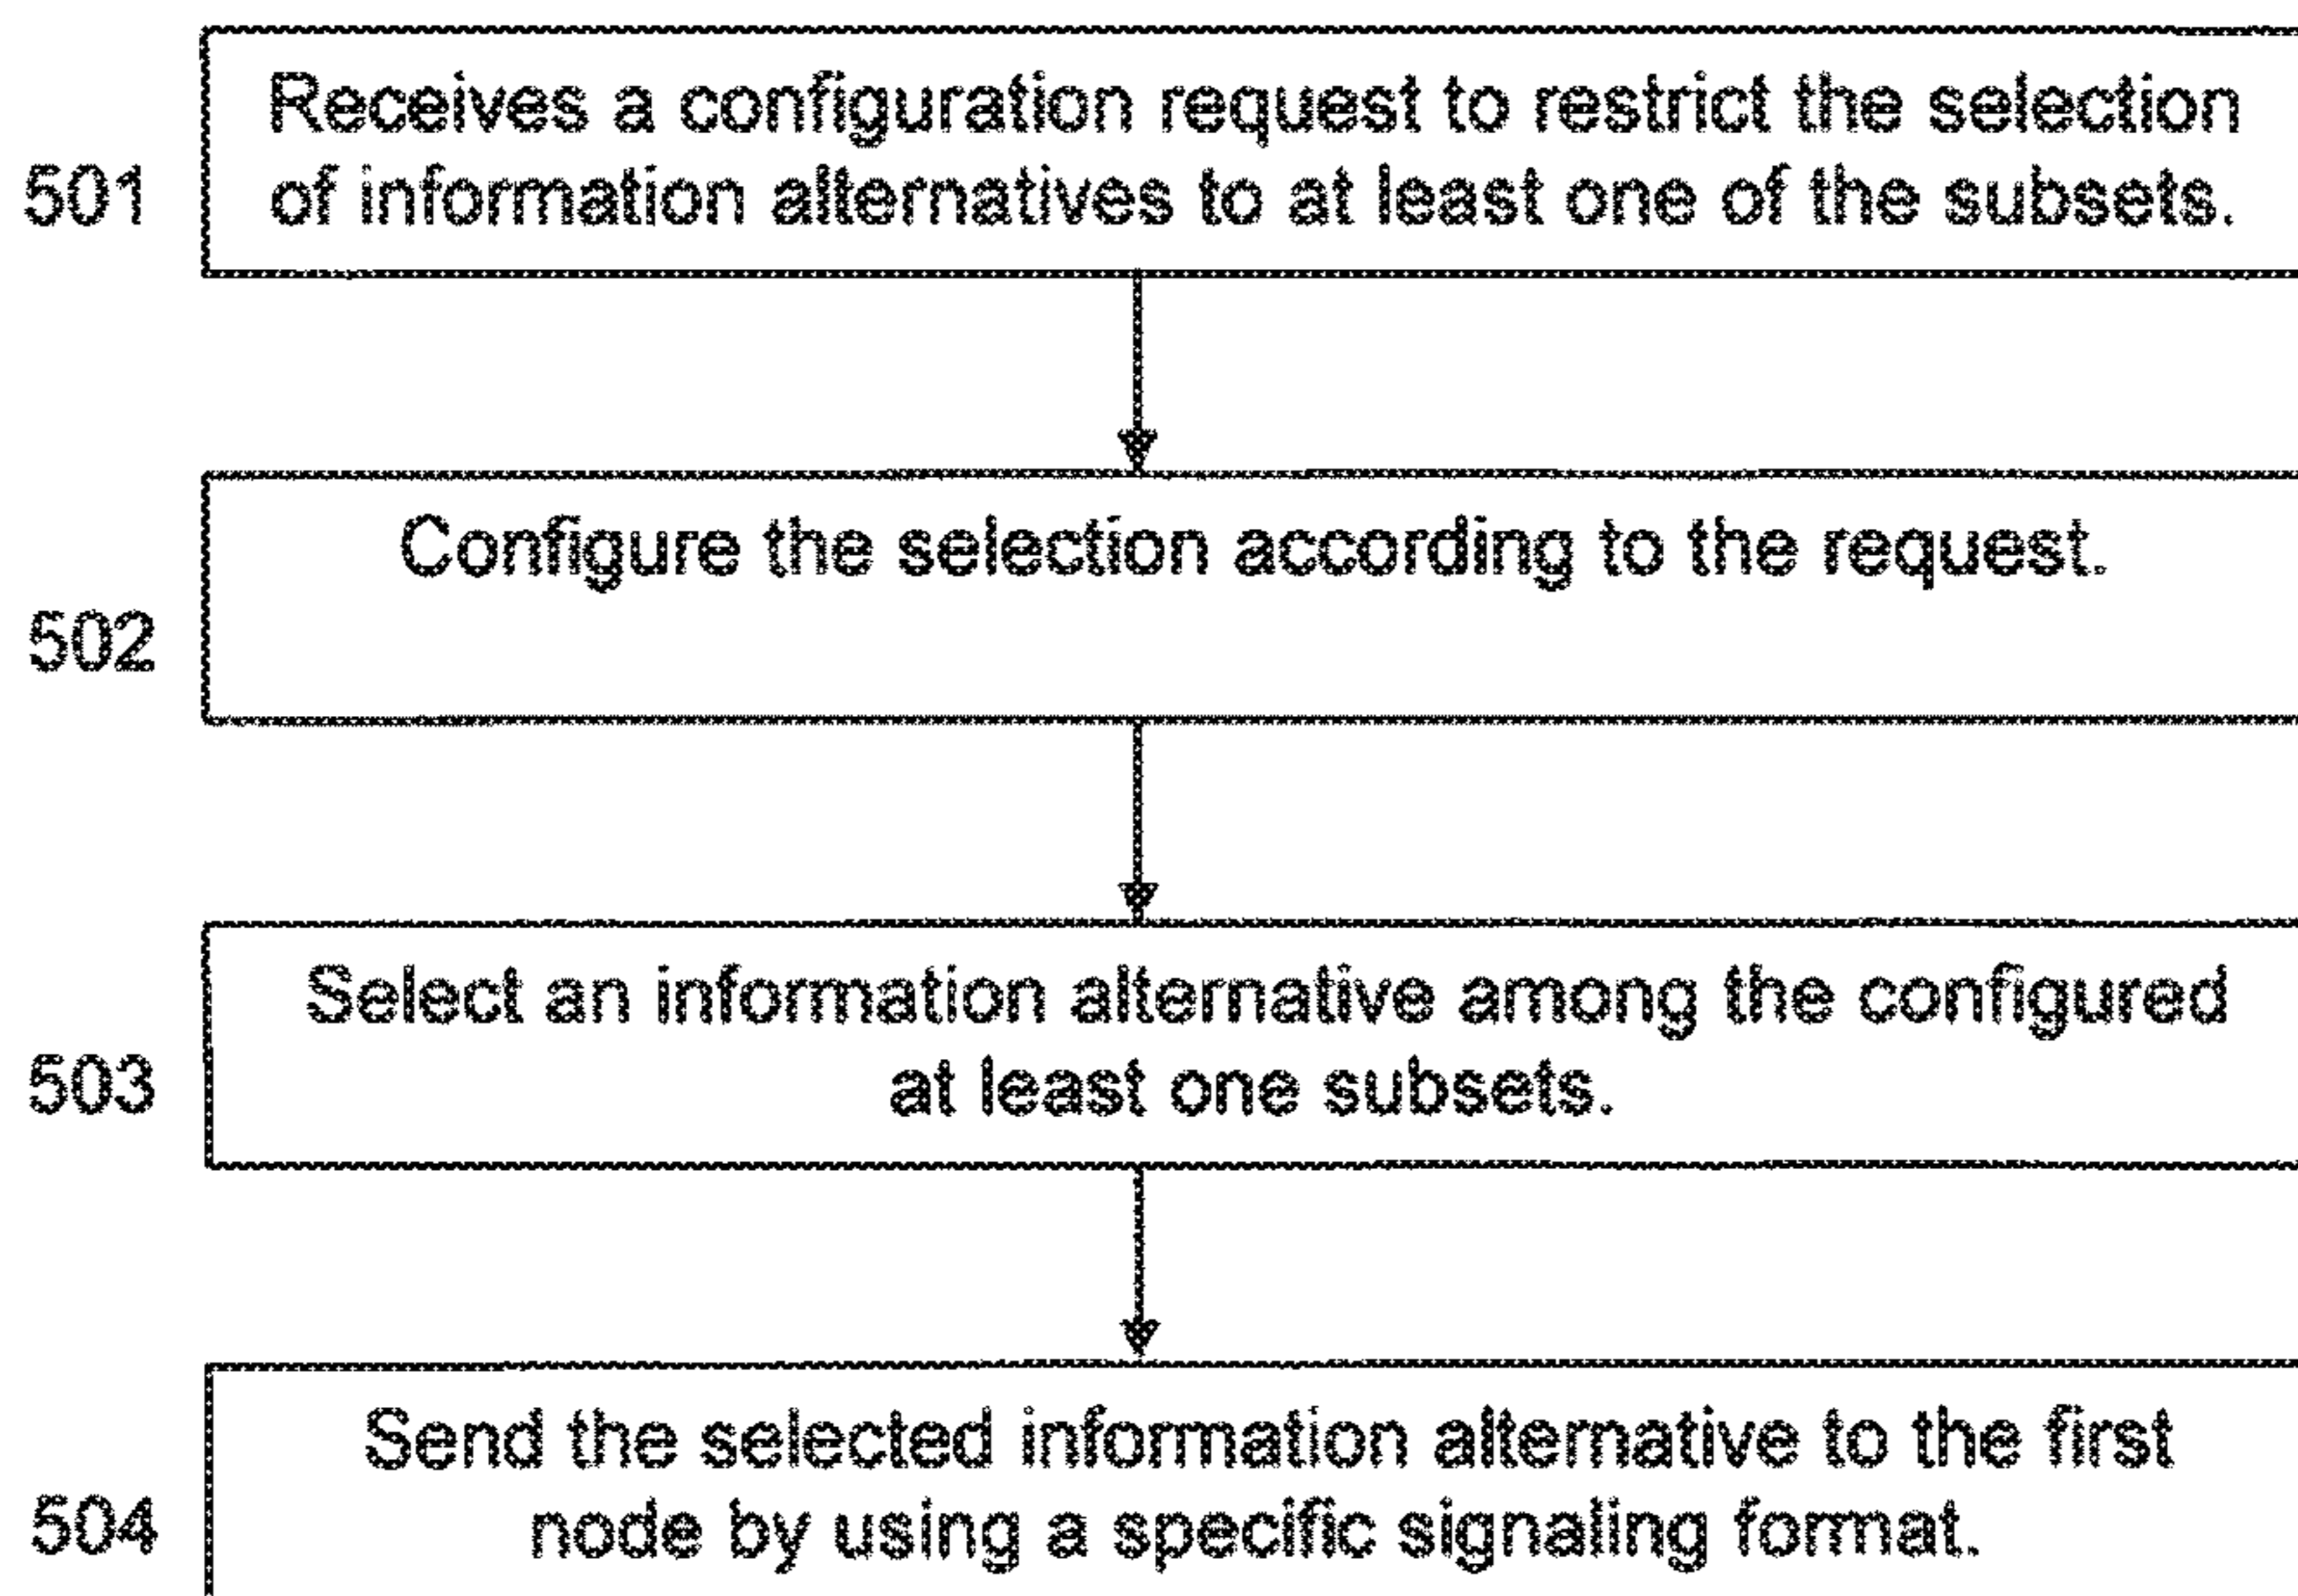 Receives a configuration request to restrict the selection
501
of information alternatives to at least one of the subsets.
Configure the selection according to the request.
502
Select an information alternative among the configured
503
at least one subsets.
Send the selected information alternative to the first
504
node by using a specific signaling format.